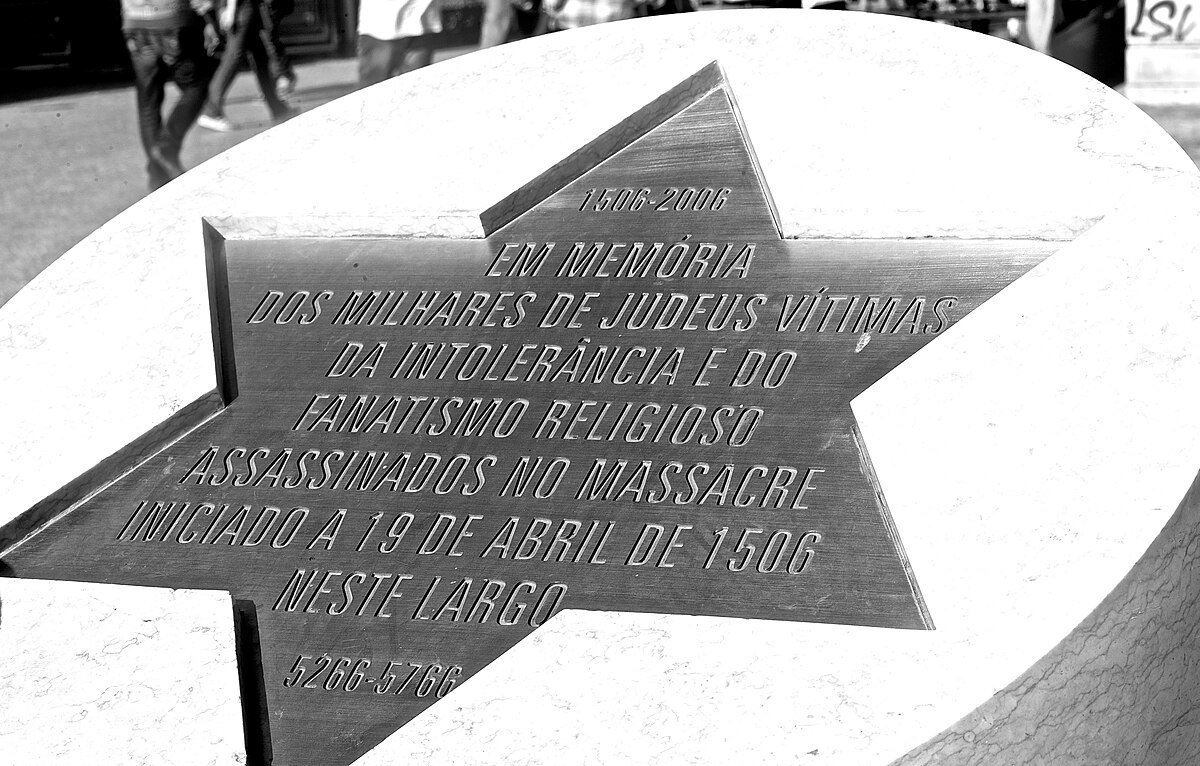 1506-2006
EM MEMÓRIA
DOS MILHARES DE JUDEUS VÍTIMAS
DA INTOLERÂNCIA E DO
FANATISMO RELIGIOSO
ASSASSINADOS NO MASSACRE
INICIADO A 19 DE ABRIL DE 1506
NESTE LARGO
5266-5766